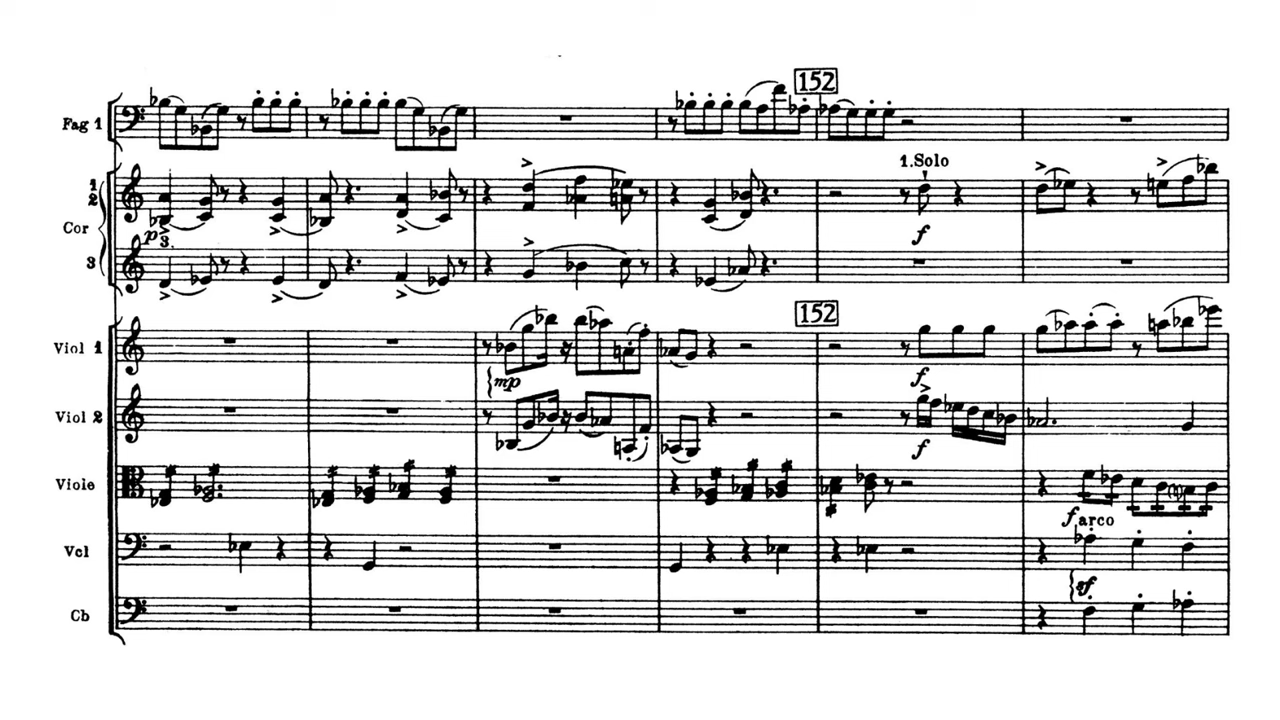 152
Fag 1
1. Solo
1
2
Cor
p
3.
f
3
152
Viol 1
mp
f
Viol 2
f
Viole
f arco
Vcl
sf
Cb